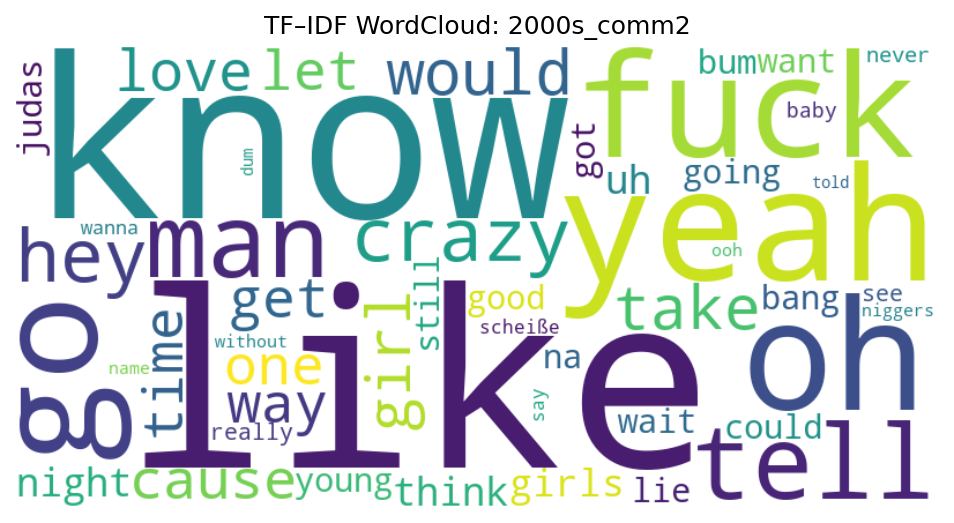 TF–IDF WordCloud: 2000s_comm2
judas
know
love
let
would
fuck
bum
want
never
baby
got
dum
uh
going
told
yeah
wanna
hey
man
crazy
ooh
go
time
like
get
girl
still
good
scheiße
take
bang
see
niggers
oh
name
without
one
way
really
na
say
wait
could
tell
night
cause
young
think
girls
lie